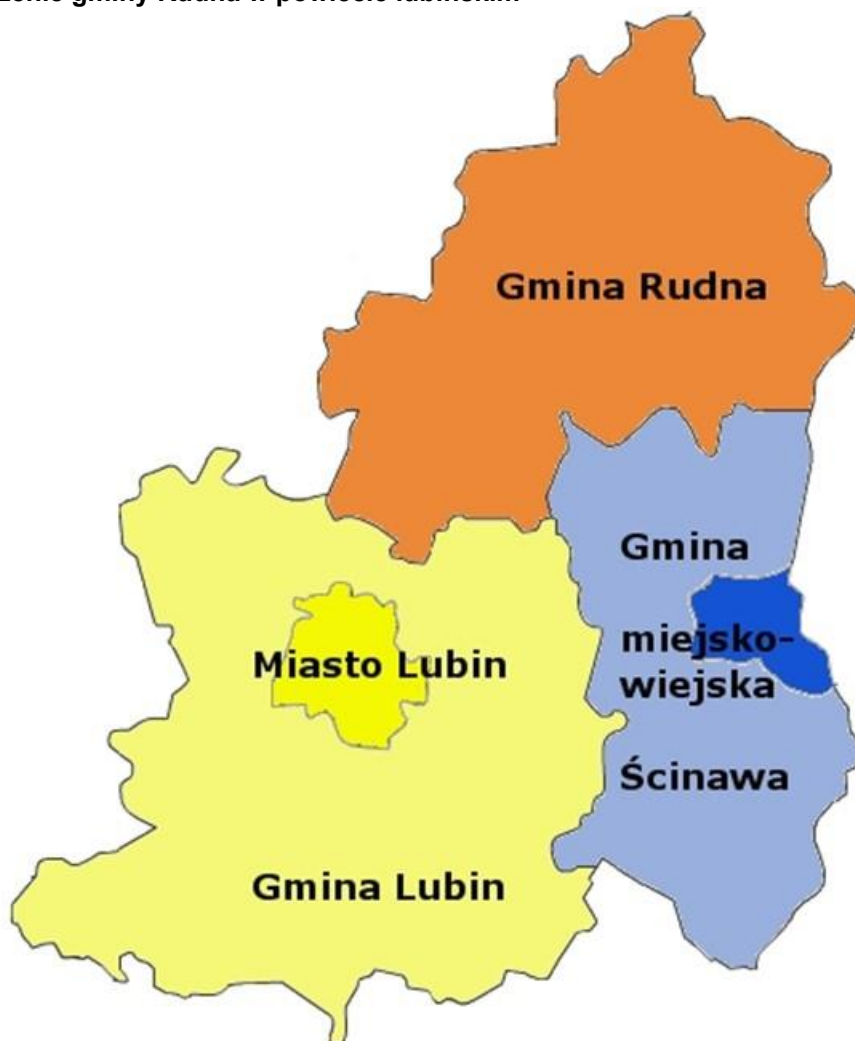 gminy Rudna w powiecie lubińskim
Gmina Rudna
Gmina
miejsko-
wiejska
Ścinawa
Miasto Lubin
Gmina Lubin